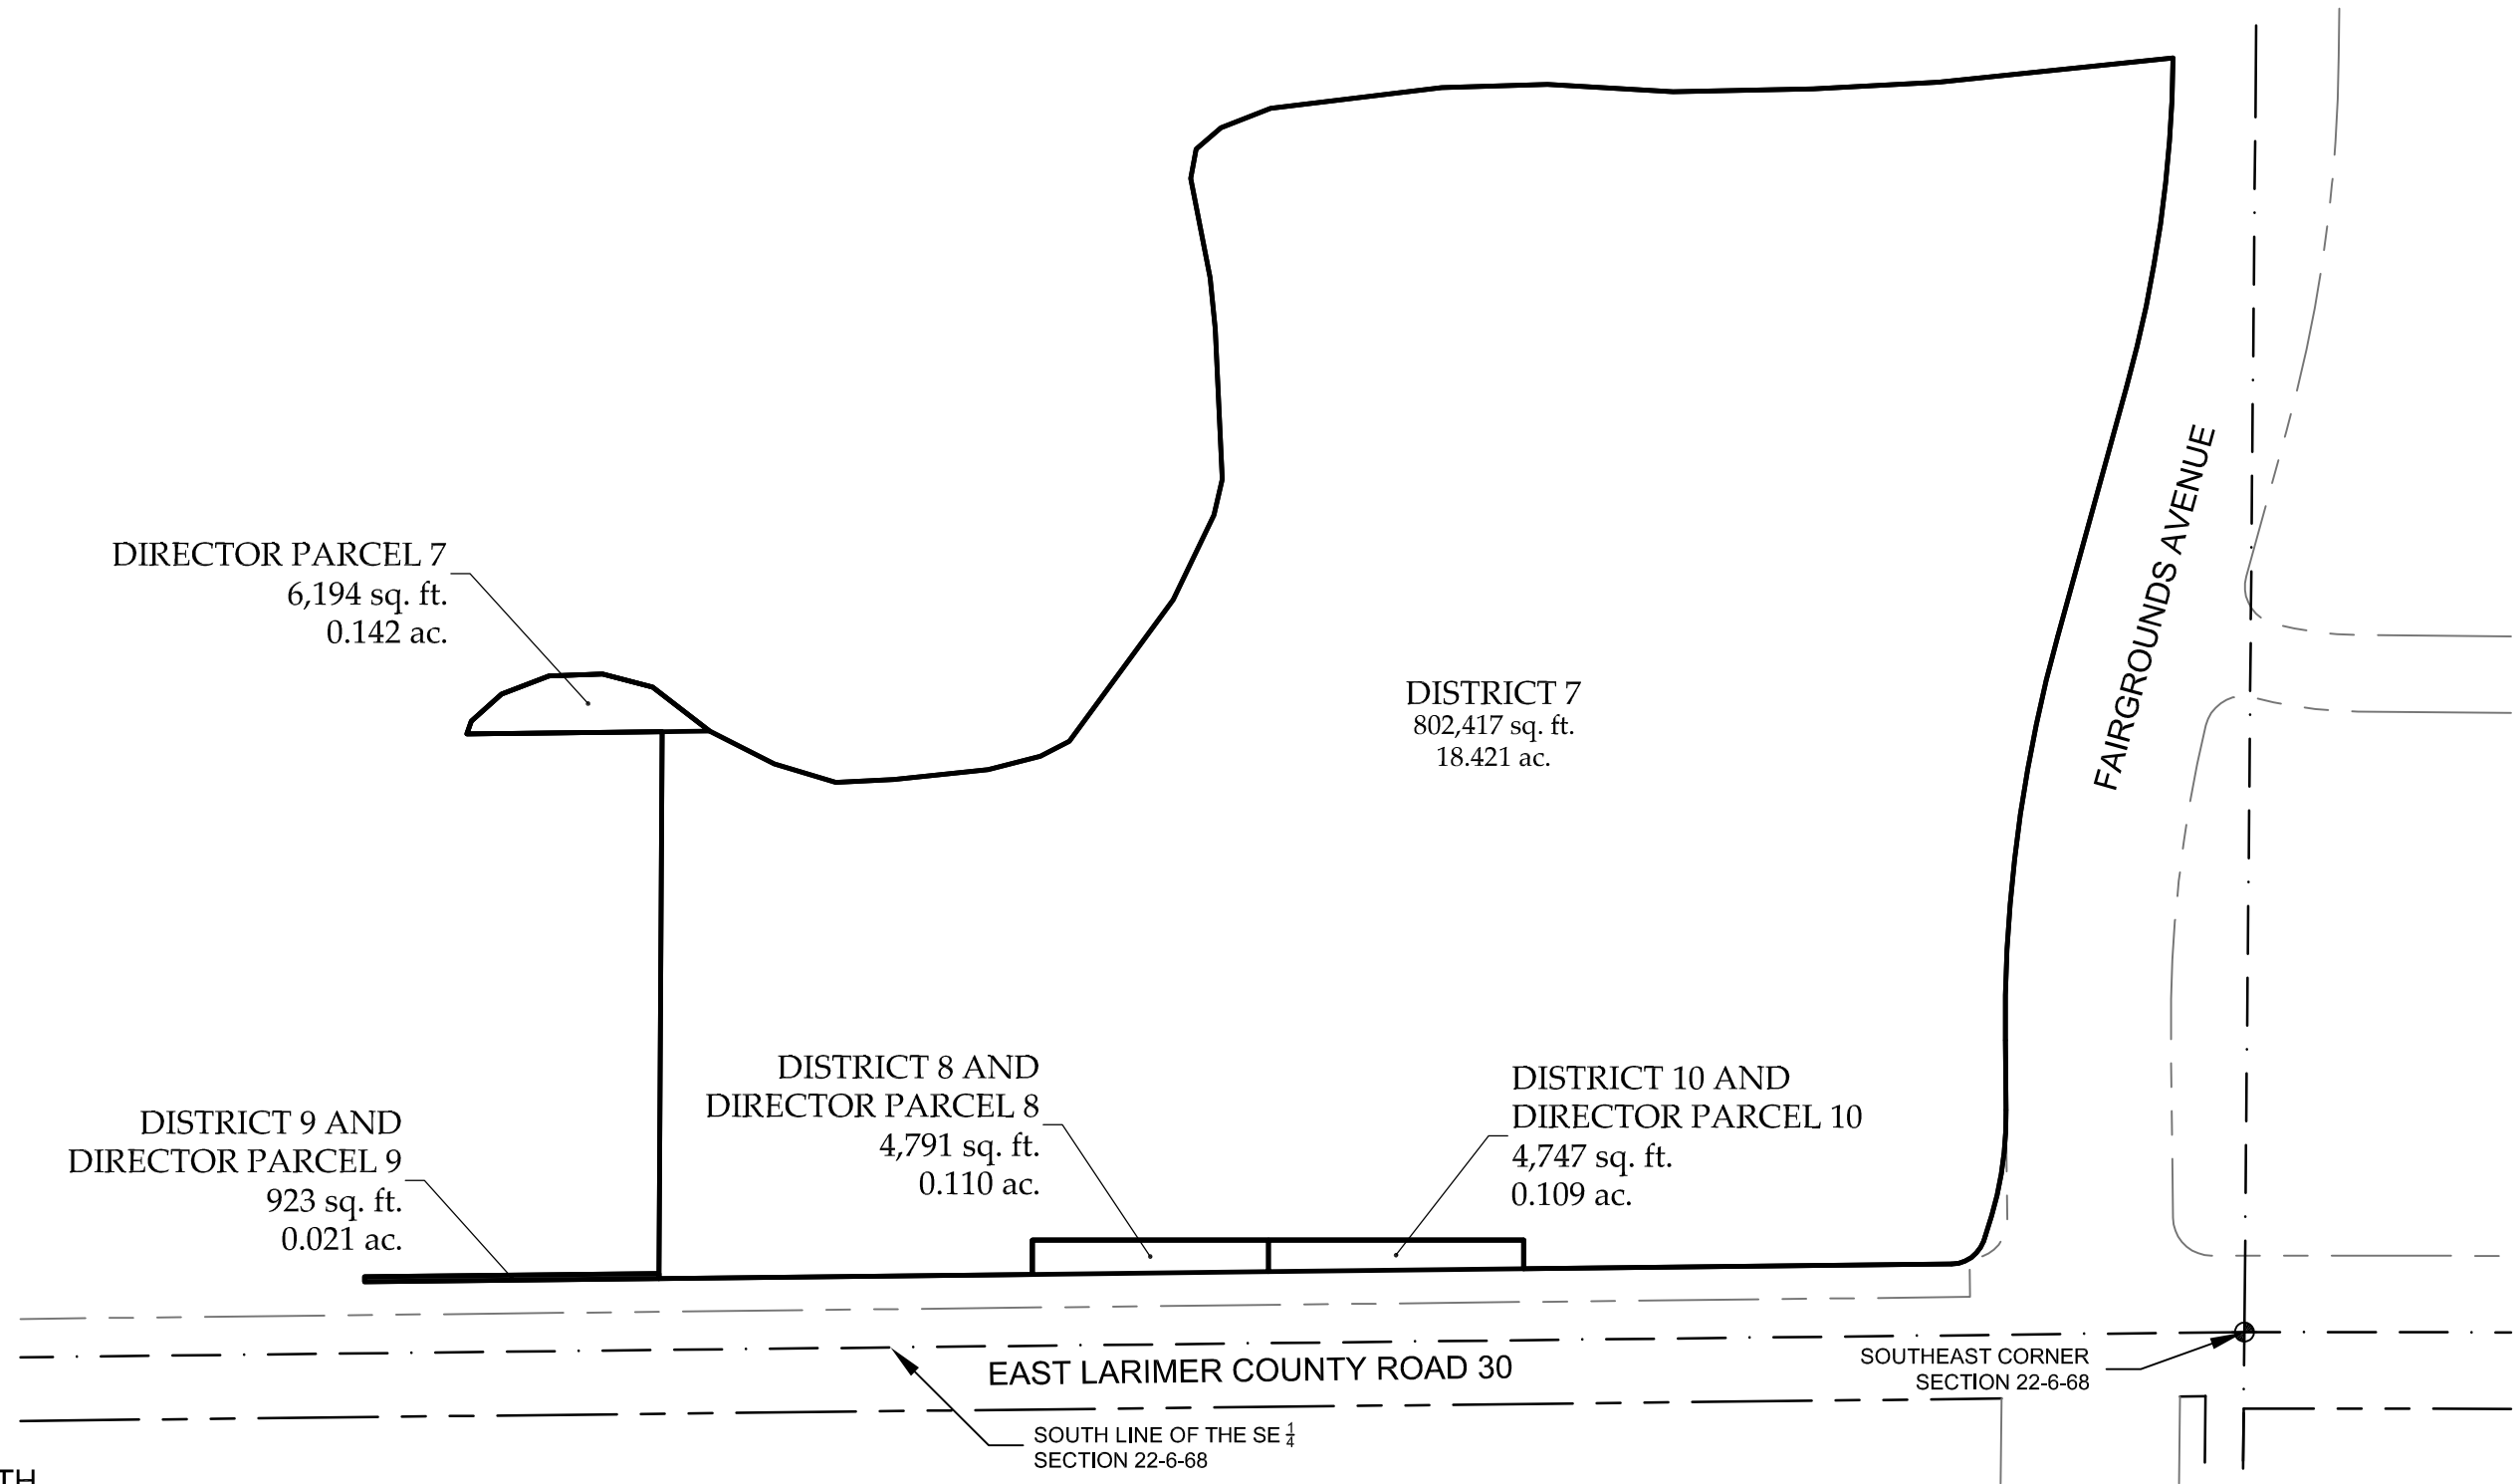 FAIRGROUNDS AVENUE
DIRECTOR PARCEL 7
6,194 sq. ft.
0.142 ac.
DISTRICT 7
802,417 sq. ft.
18.421 ac.
DISTRICT 9 AND
DIRECTOR PARCEL 9
923 sq. ft.
0.021 ac.
DISTRICT 8 AND
DIRECTOR PARCEL 8
4,791 sq. ft.
0.110 ac.
DISTRICT 10 AND
DIRECTOR PARCEL 10
4,747 sq. ft.
0.109 ac.
EAST LARIMER COUNTY ROAD 30
SOUTHEAST CORNER
SECTION 22-6-68
SOUTH LINE OF THE SE 1/4
SECTION 22-6-68